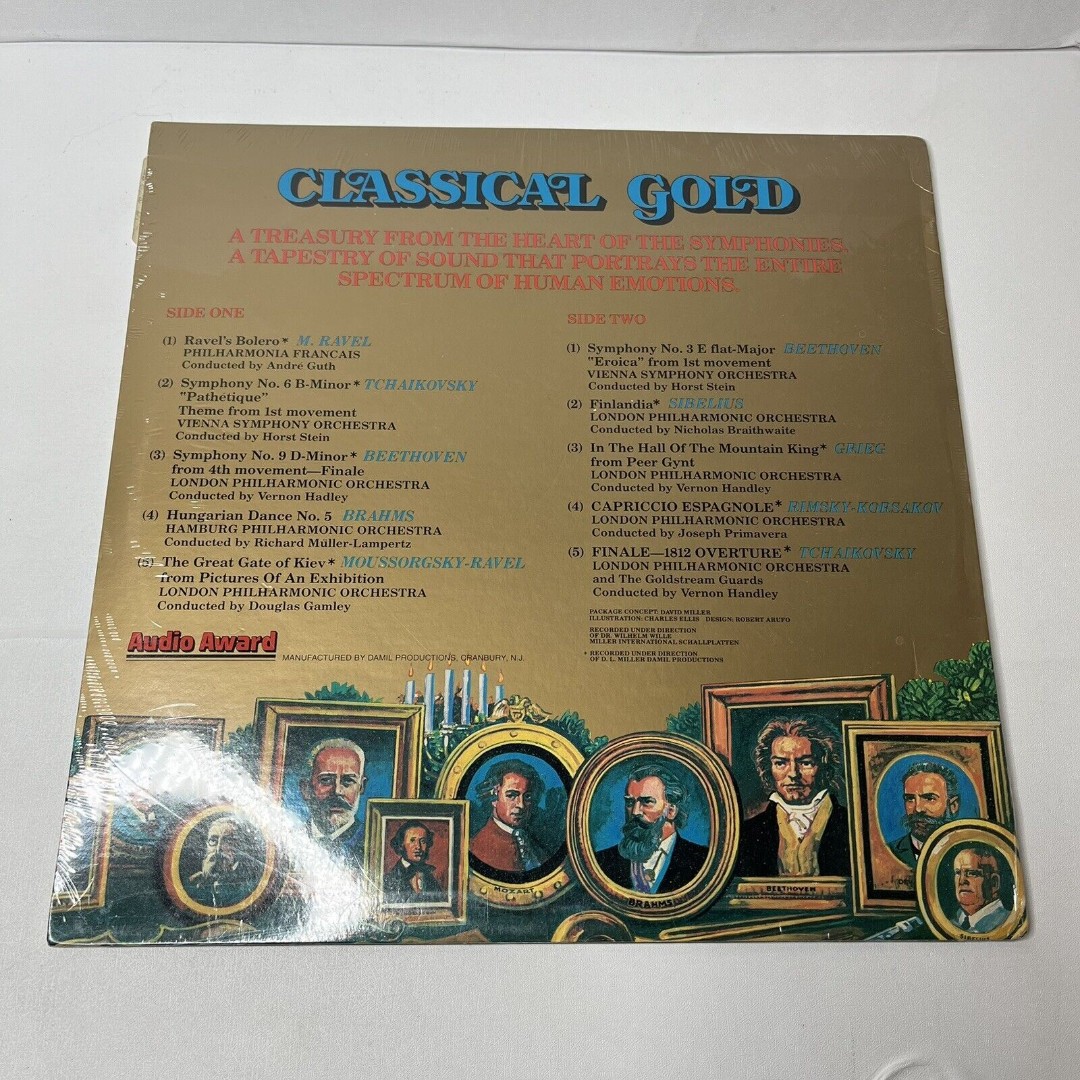 CLASSICAL GOLD
A TREASURY FROM THE HEART OF THE SYMPHONIES.
A TAPESTRY OF SOUND THAT PORTRAYS THE ENTIRE
SPECTRUM OF HUMAN EMOTIONS.
SIDE ONE
(1) Ravel's Bolero* M. RAVEL
PHILHARMONIA FRANCAIS
Conducted by André Guth
(2) Symphony No. 6 B-Minor* TCHAIKOVSKY
"Pathétique"
Theme from 1st movement
VIENNA SYMPHONY ORCHESTRA
Conducted by Horst Stein
(3) Symphony No. 9 D-Minor* BEETHOVEN
from 4th movement—Finale
LONDON PHILHARMONIC ORCHESTRA
Conducted by Vernon Hadley
(4) Hungarian Dance No. 5 BRAHMS
HAMBURG PHILHARMONIC ORCHESTRA
Conducted by Richard Müller-Lampertz
(5) The Great Gate of Kiev* MOUSSORGSKY-RAVEL
from Pictures Of An Exhibition
LONDON PHILHARMONIC ORCHESTRA
Conducted by Douglas Gamley
SIDE TWO
(1) Symphony No. 3 E flat-Major BEETHOVEN
"Eroica" from 1st movement
VIENNA SYMPHONY ORCHESTRA
Conducted by Horst Stein
(2) Finlandia* SIBELIUS
LONDON PHILHARMONIC ORCHESTRA
Conducted by Nicholas Braithwaite
(3) In The Hall Of The Mountain King* GRIEG
from Peer Gynt
LONDON PHILHARMONIC ORCHESTRA
Conducted by Vernon Handley
(4) CAPRICCIO ESPAGNOLE* RIMSKY-KORSAKOV
LONDON PHILHARMONIC ORCHESTRA
Conducted by Joseph Primavera
(5) FINALE—1812 OVERTURE* TCHAIKOVSKY
LONDON PHILHARMONIC ORCHESTRA
and The Goldstream Guards
Conducted by Vernon Handley
PACKAGE CONCEPT: DAVID MILLER
ILLUSTRATION: CHARLES ELLIS DESIGN: ROBERT ARUFO
RECORDED UNDER DIRECTION
OF DR. WILHELM WILLE
MILLER INTERNATIONAL SCHALLPLATTEN
* RECORDED UNDER DIRECTION
OF D. L. MILLER DAMIL PRODUCTIONS
Audio Award
MANUFACTURED BY DAMIL PRODUCTIONS, CRANBURY, N.J.
MOZART
BRAHMS
BEETHOVEN
SIBELIUS